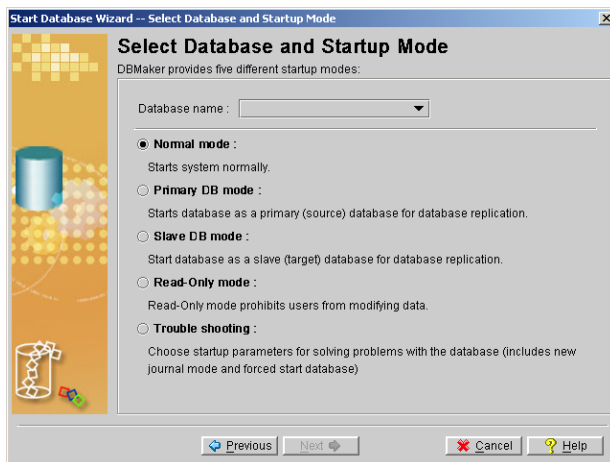 Start Database Wizard -- Select Database and Startup Mode
Select Database and Startup Mode
DBMaker provides five different startup modes:
Database name :
Normal mode :
Starts system normally.
Primary DB mode :
Starts database as a primary (source) database for database replication.
Slave DB mode :
Start database as a slave (target) database for database replication.
Read-Only mode :
Read-Only mode prohibits users from modifying data.
Trouble shooting :
Choose startup parameters for solving problems with the database (includes new
journal mode and forced start database)
Previous Next Cancel Help